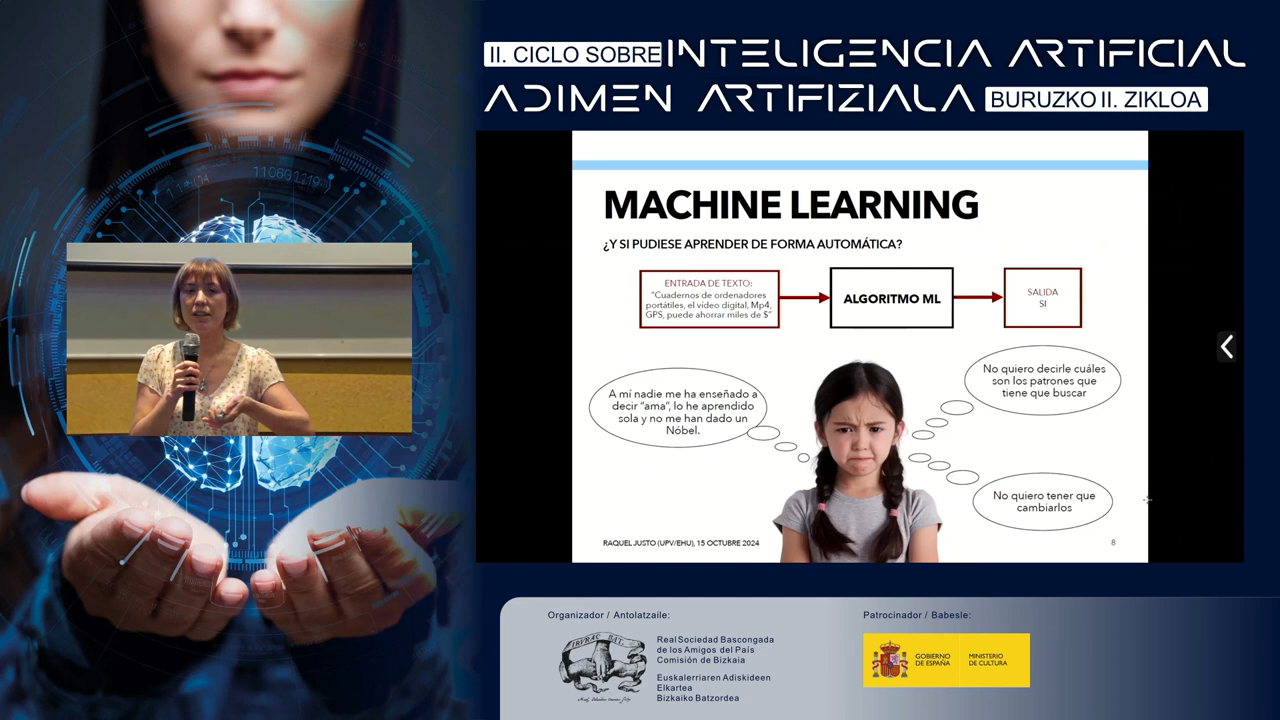 II. CICLO SOBRE INTELIGENCIA ARTIFICIAL
ADIMEN ARTIFIZIALA BURUZKO II. ZIKLOA
MACHINE LEARNING
¿Y SI PUDIESE APRENDER DE FORMA AUTOMÁTICA?
ENTRADA DE TEXTO:
"Cuadernos de ordenadores
portátiles, el vídeo digital, Mp4,
GPS, puede ahorrar miles de $"
ALGORITMO ML
SALIDA
SI
A mí nadie me ha enseñado a
decir "ama", lo he aprendido
sola y no me han dado un
Nóbel.
No quiero decirle cuáles
son los patrones que
tiene que buscar
No quiero tener que
cambiarlos
RAQUEL JUSTO (UPV/EHU), 15 OCTUBRE 2024
8
Organizador / Antolatzaile:
Real Sociedad Bascongada
de los Amigos del País
Comisión de Bizkaia
Euskalerriaren Adiskideen
Elkartea
Bizkaiko Batzordea
Patrocinador / Babesle:
GOBIERNO
DE ESPAÑA
MINISTERIO
DE CULTURA